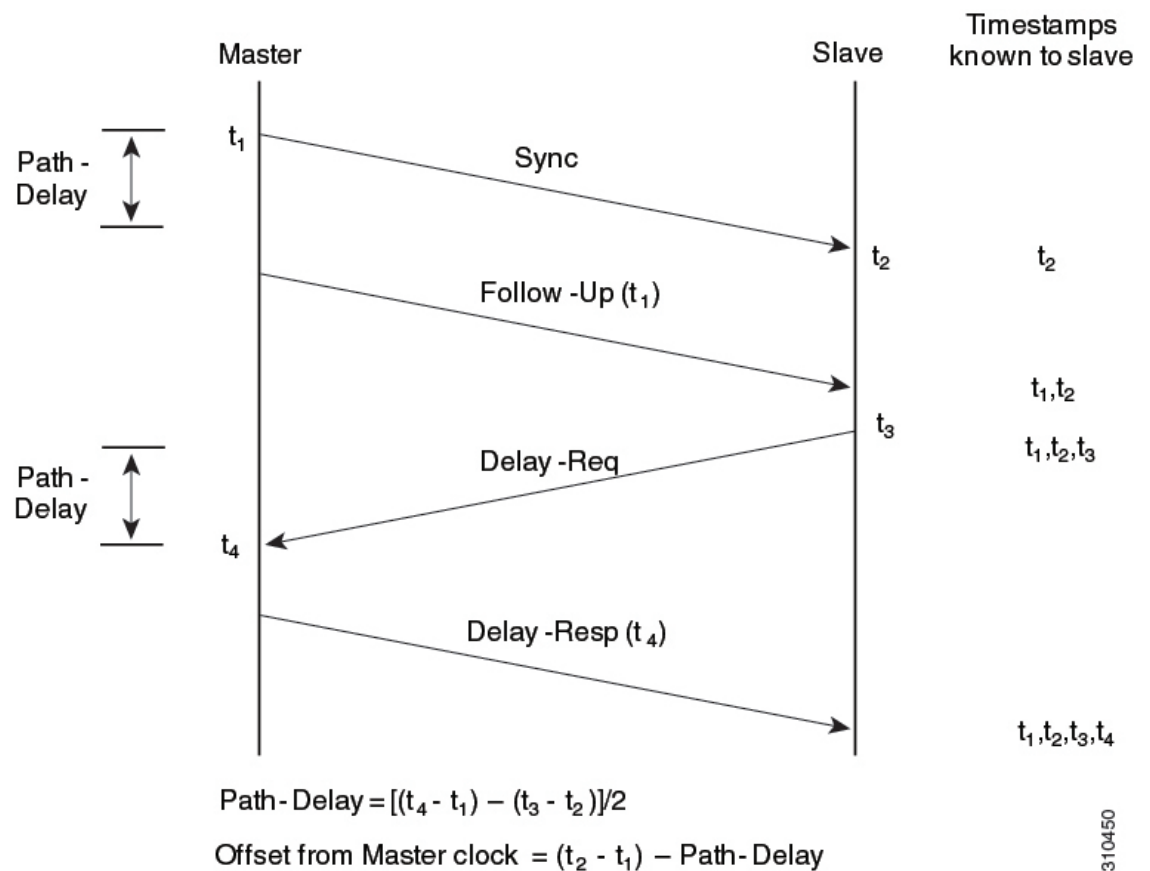 Timestamps
known to slave
Master
Slave
t₁
Path -
Delay
Sync
t₂
t₂
Follow -Up (t₁)
t₁,t₂
t₃
t₁,t₂,t₃
Delay -Req
Path -
Delay
t₄
Delay -Resp (t₄)
t₁,t₂,t₃,t₄
Path- Delay = [(t₄ - t₁) – (t₃ - t₂)]/2
Offset from Master clock = (t₂ - t₁) – Path- Delay
310450